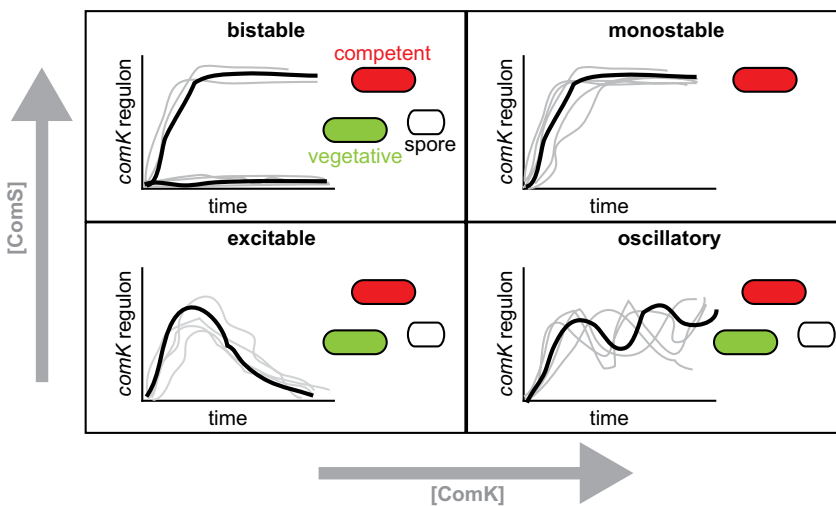 bistable
comK regulon
competent
vegetative
spore
time
monostable
comK regulon
time
[ComS]
excitable
comK regulon
time
oscillatory
comK regulon
time
[ComK]